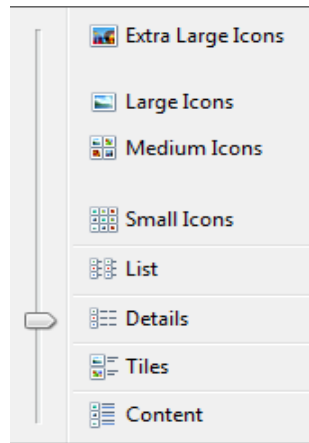 Extra Large Icons
Large Icons
Medium Icons
Small Icons
List
Details
Tiles
Content